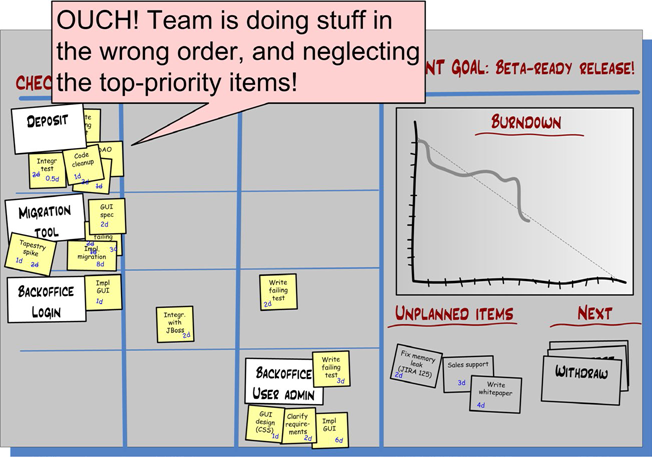 OUCH! Team is doing stuff in
the wrong order, and neglecting
the top-priority items!
NT GOAL: BETA-READY RELEASE!
DEPOSIT
Integr
test
2d 0.5d
Code
cleanup
1d
2d
1d
MIGRATION
TOOL
GUI
spec
2d
failing
3d
Tapestry
spike
1d 2d
Impl.
migration
8d
BACKOFFICE
LOGIN
Impl
GUI
1d
Integr.
with
JBoss
2d
Write
failing
test
2d
BACKOFFICE
USER ADMIN
Write
failing
test
3d
GUI
design
(CSS)
1d
Clarify
require-
ments
2d
Impl
GUI
6d
BURNDOWN
UNPLANNED ITEMS
Fix memory
leak
(JIRA 125)
2d
Sales support
3d
Write
whitepaper
4d
NEXT
WITHDRAW